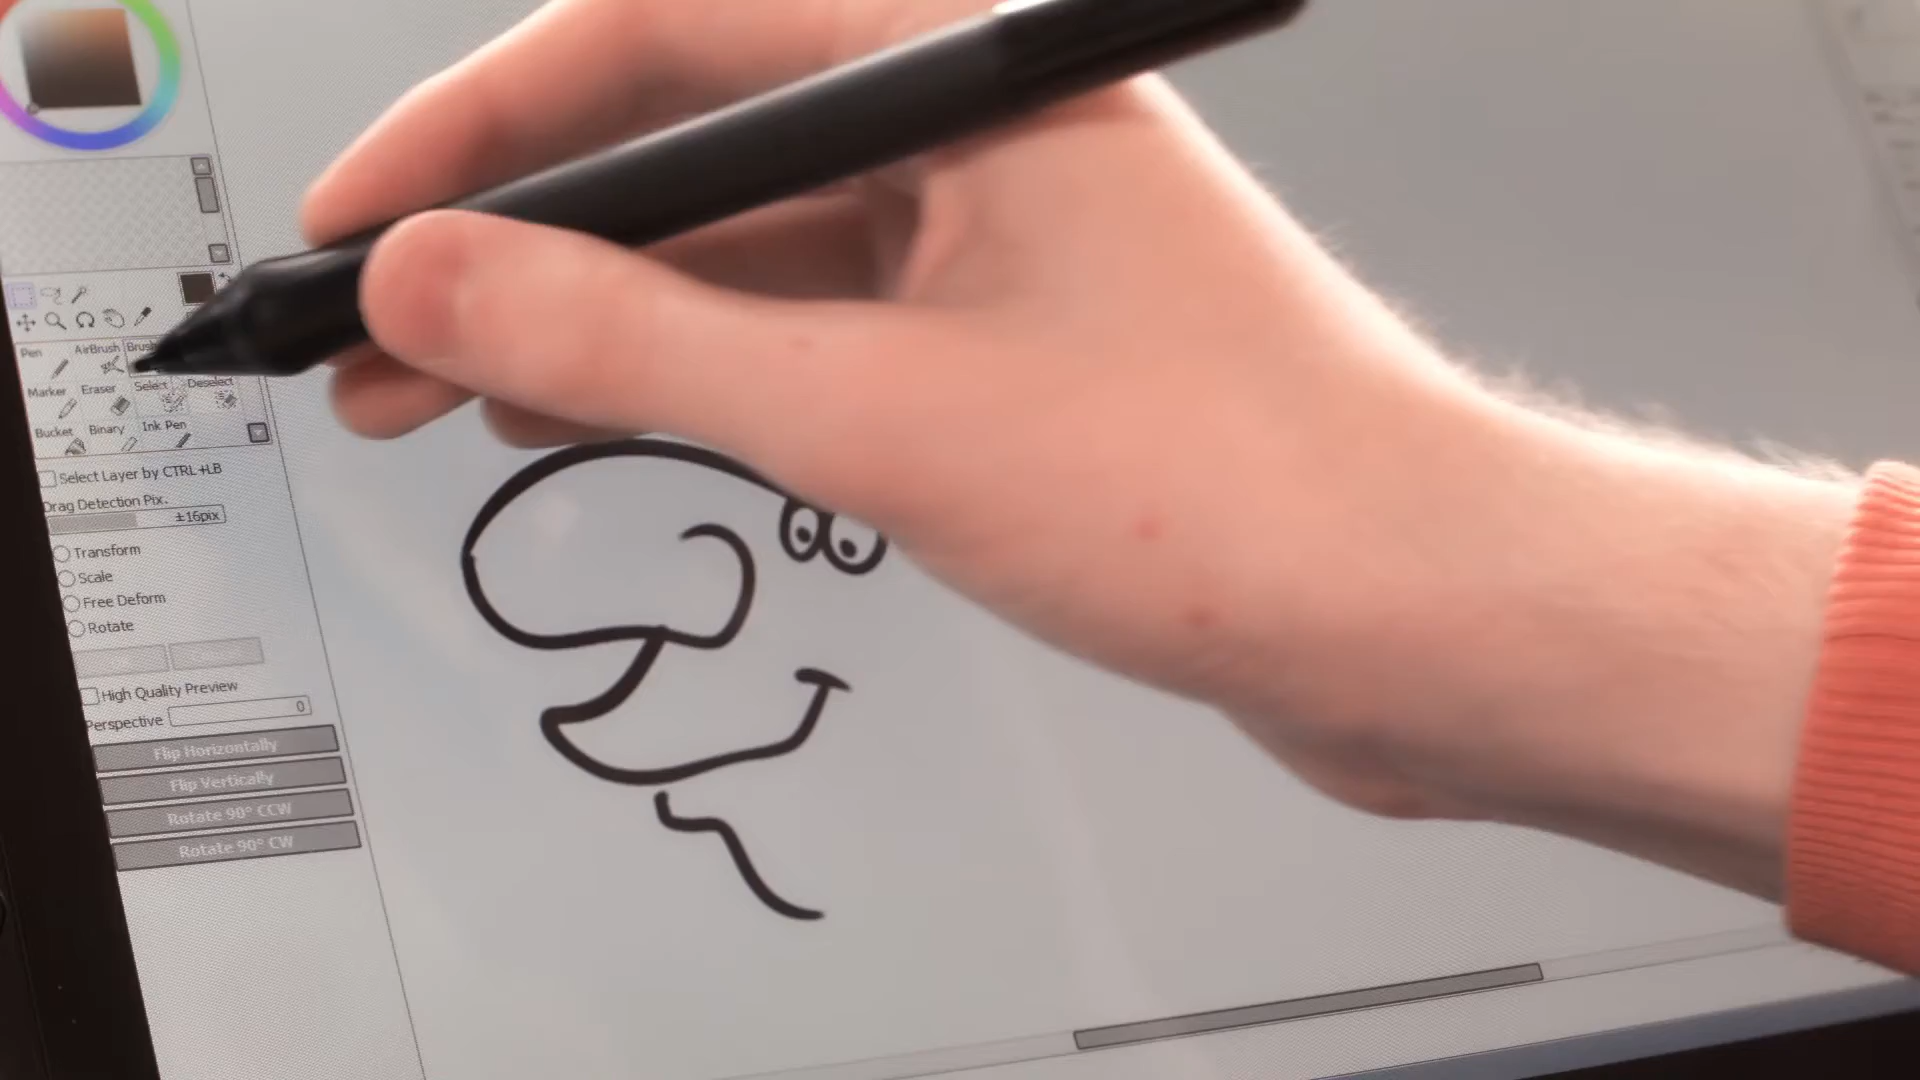 Pen AirBrush Brush
Marker Eraser Select Deselect
Bucket Binary Ink Pen
Select Layer by CTRL+LB
Drag Detection Pix.
±16pix
Transform
Scale
Free Deform
Rotate
High Quality Preview
Perspective 0
Flip Horizontally
Flip Vertically
Rotate 90° CCW
Rotate 90° CW